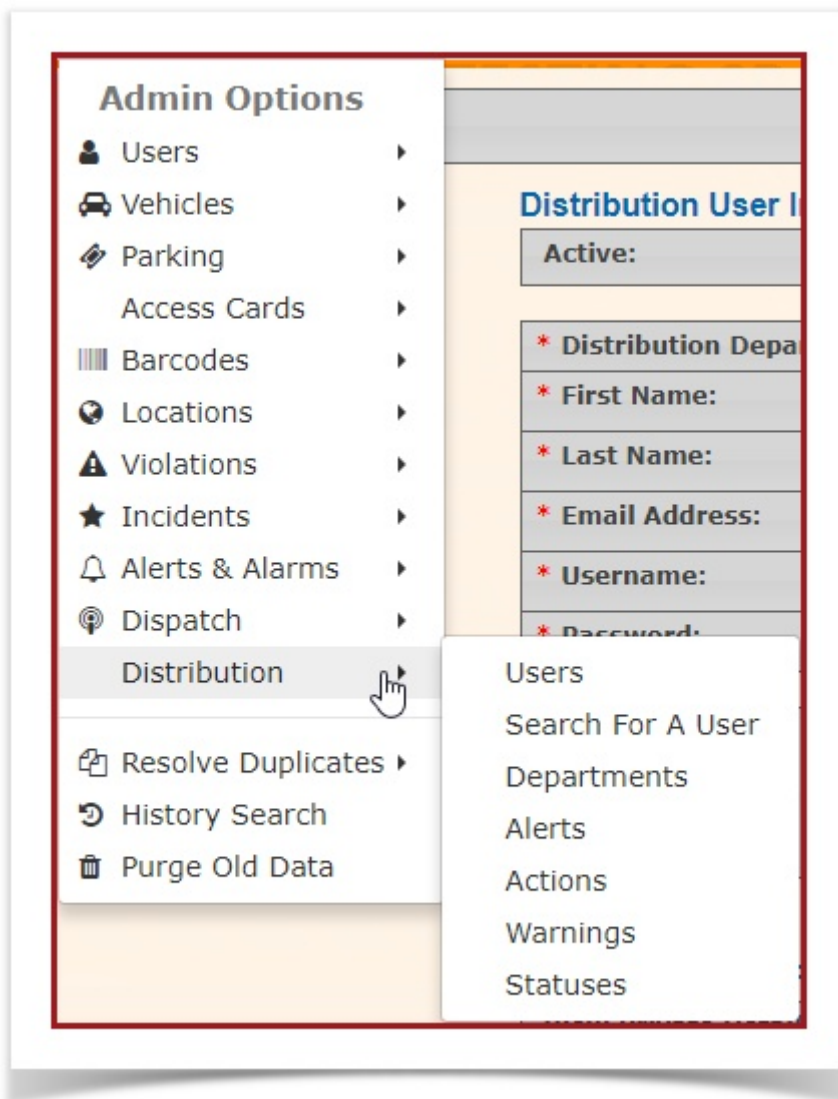 Admin Options
Users
Vehicles
Parking
Access Cards
Barcodes
Locations
Violations
Incidents
Alerts & Alarms
Dispatch
Distribution
Resolve Duplicates
History Search
Purge Old Data
Distribution User
Active:
* Distribution
* First Name:
* Last Name:
* Email Address:
* Username:
* Password:
Users
Search For A User
Departments
Alerts
Actions
Warnings
Statuses